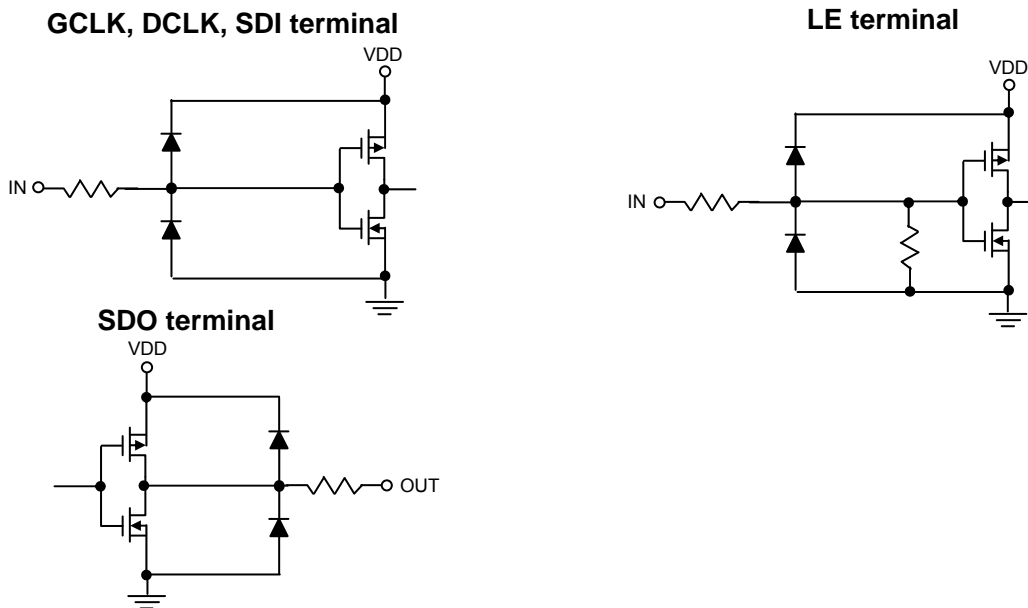 GCLK, DCLK, SDI terminal
VDD
IN
LE terminal
VDD
IN
SDO terminal
VDD
OUT